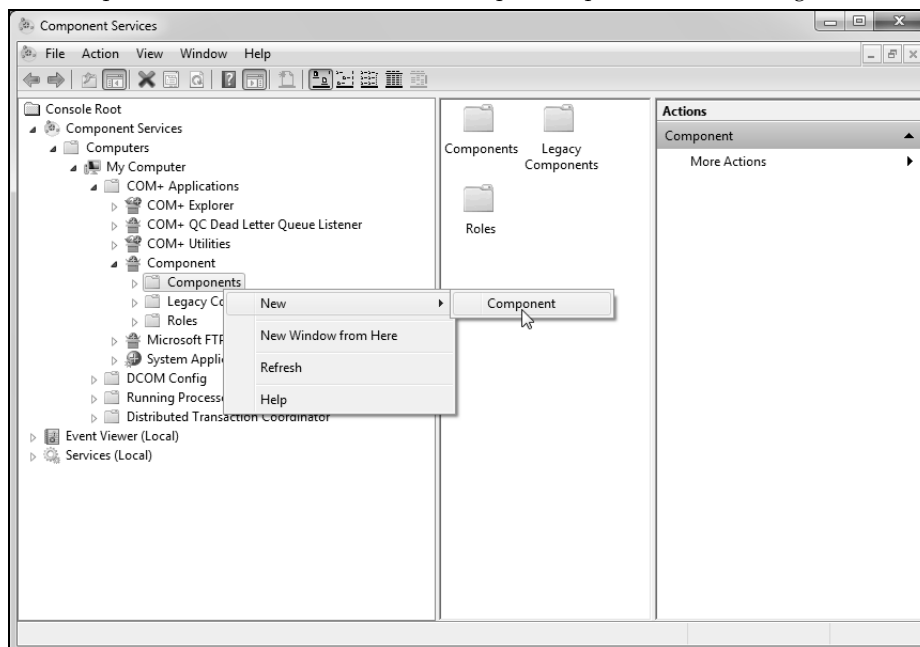 Component Services
File Action View Window Help
Console Root
Component Services
Computers
My Computer
COM+ Applications
COM+ Explorer
COM+ QC Dead Letter Queue Listener
COM+ Utilities
Component
Components
Legacy Co
Roles
Microsoft FTP
System Appli
DCOM Config
Running Processe
Distributed Transaction Coordinator
Event Viewer (Local)
Services (Local)
New
New Window from Here
Refresh
Help
Component
Components
Legacy
Components
Roles
Actions
Component
More Actions